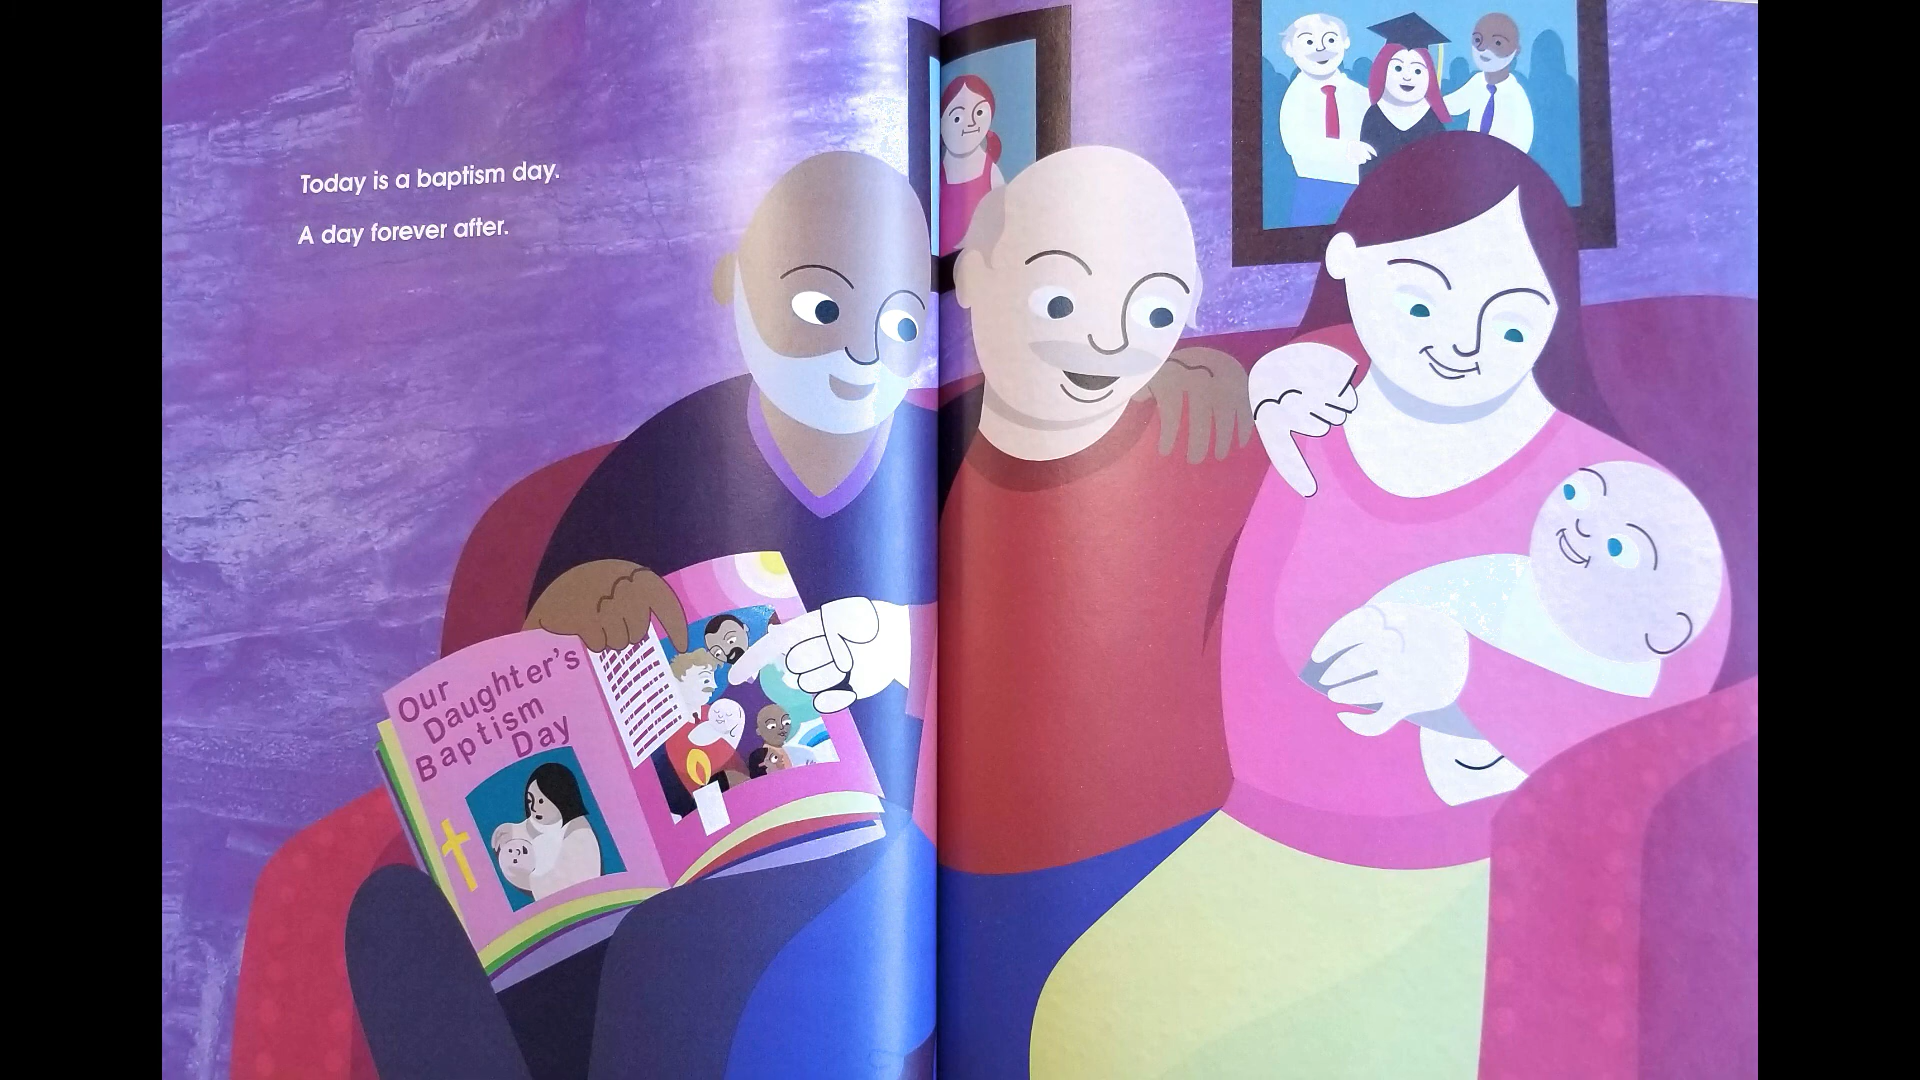 Today is a baptism day.
A day forever after.
Our
Daughter's
Baptism
Day